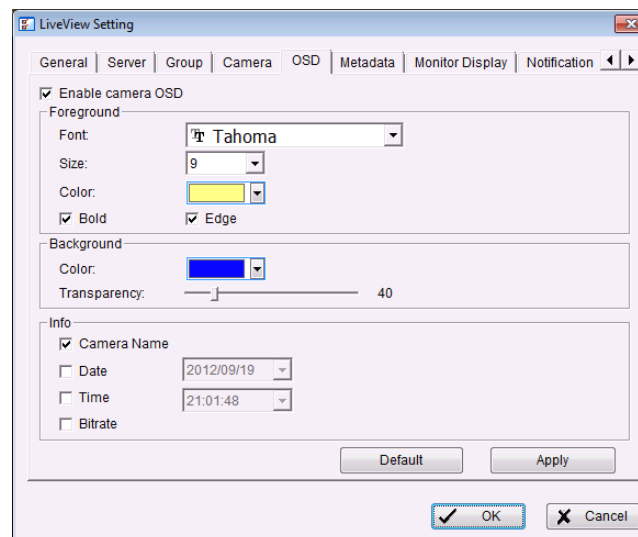 LiveView Setting
General Server Group Camera OSD Metadata Monitor Display Notification
Enable camera OSD
Foreground
Font: Tahoma
Size: 9
Color:
Bold Edge
Background
Color:
Transparency: 40
Info
Camera Name
Date 2012/09/19
Time 21:01:48
Bitrate
Default Apply
OK Cancel